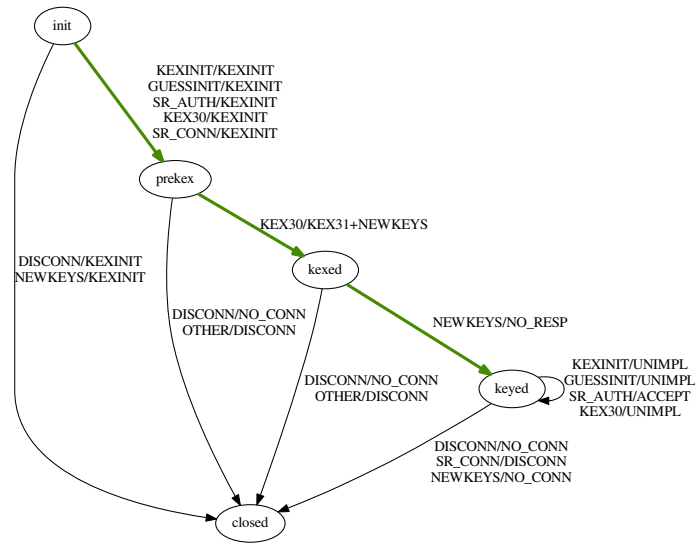 init
KEXINIT/KEXINIT
GUESSINIT/KEXINIT
SR_AUTH/KEXINIT
KEX30/KEXINIT
SR_CONN/KEXINIT
prekex
KEX30/KEX31+NEWKEYS
DISCONN/KEXINIT
NEWKEYS/KEXINIT
kexed
DISCONN/NO_CONN
OTHER/DISCONN
NEWKEYS/NO_RESP
DISCONN/NO_CONN
OTHER/DISCONN
keyed
KEXINIT/UNIMPL
GUESSINIT/UNIMPL
SR_AUTH/ACCEPT
KEX30/UNIMPL
DISCONN/NO_CONN
SR_CONN/DISCONN
NEWKEYS/NO_CONN
closed